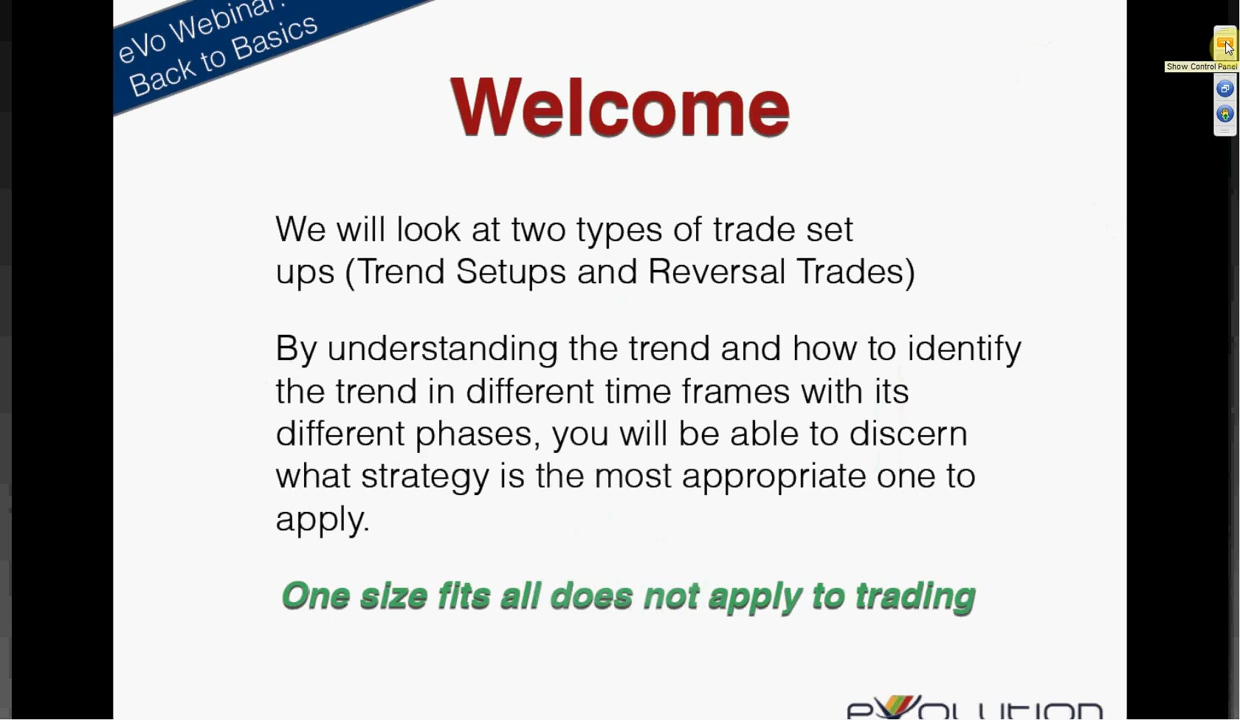 eVo Webinar:
Back to Basics
Welcome
Show Control Panel
We will look at two types of trade set
ups (Trend Setups and Reversal Trades)
By understanding the trend and how to identify
the trend in different time frames with its
different phases, you will be able to discern
what strategy is the most appropriate one to
apply.
One size fits all does not apply to trading
eVolution